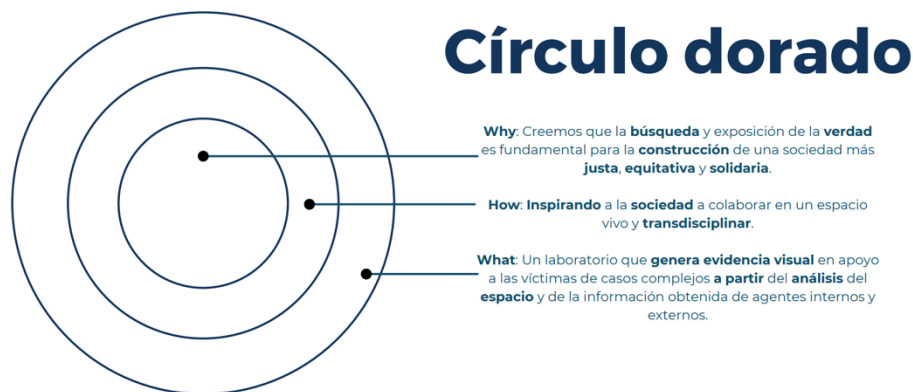 Círculo dorado
Why: Creemos que la búsqueda y exposición de la verdad
es fundamental para la construcción de una sociedad más
justa, equitativa y solidaria.
How: Inspirando a la sociedad a colaborar en un espacio
vivo y transdisciplinar.
What: Un laboratorio que genera evidencia visual en apoyo
a las víctimas de casos complejos a partir del análisis del
espacio y de la información obtenida de agentes internos y
externos.